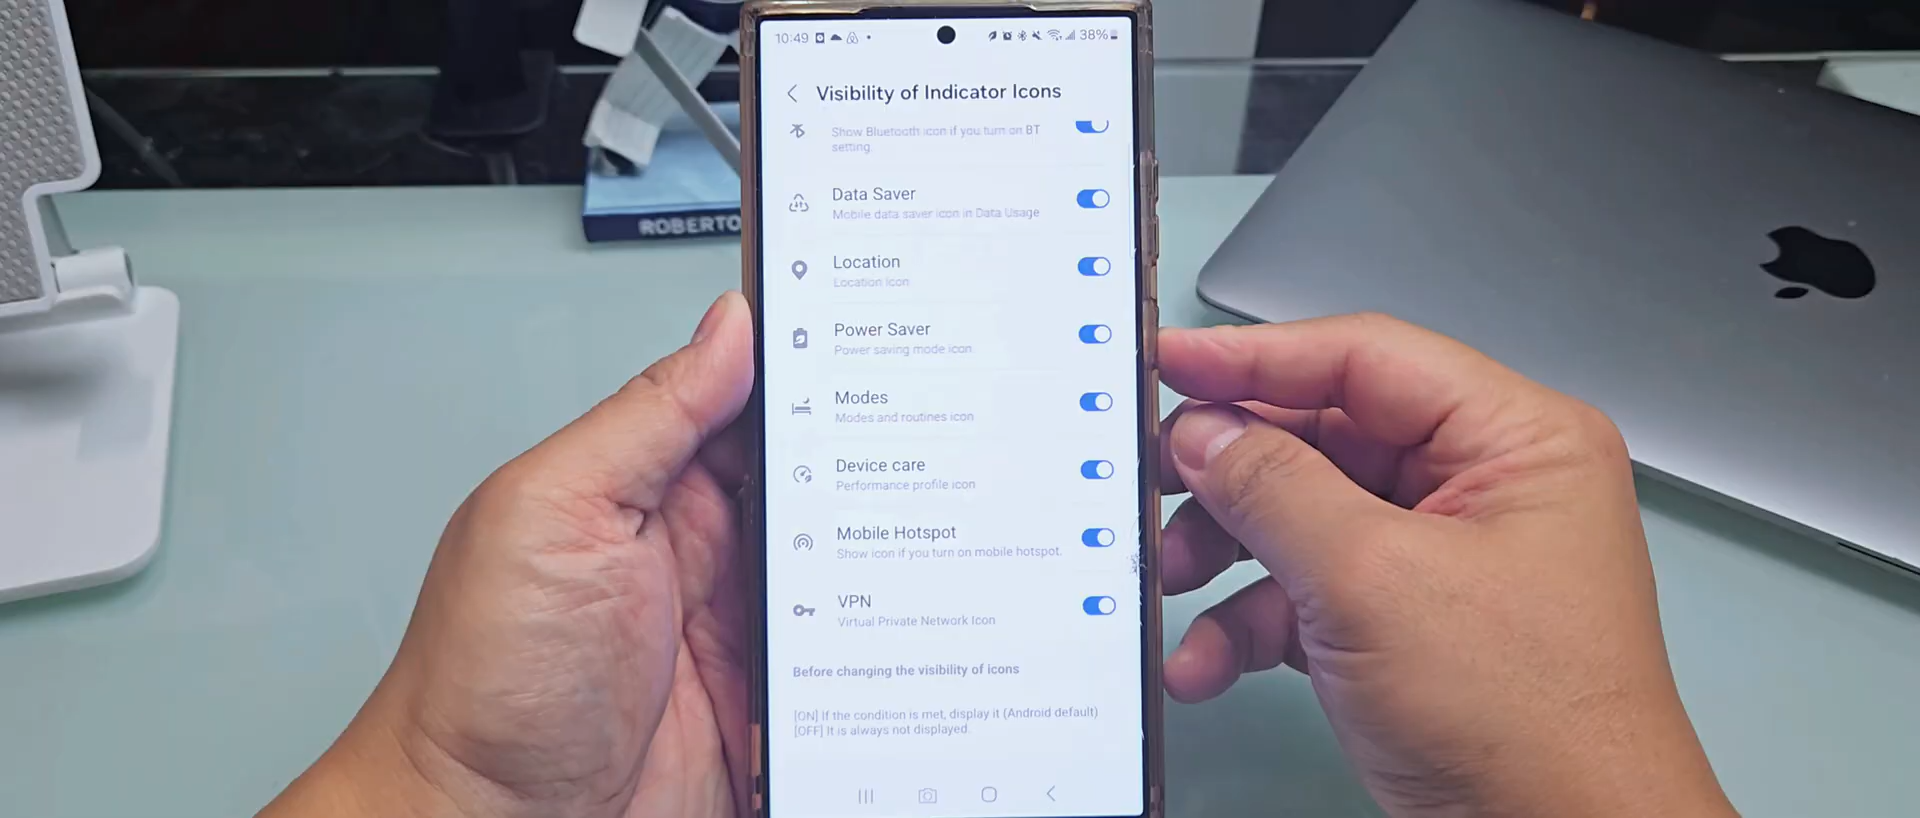 10:49
38%
Visibility of Indicator Icons
Show Bluetooth icon if you turn on BT
setting.
Data Saver
Mobile data saver icon in Data Usage
Location
Location icon
Power Saver
Power saving mode icon
Modes
Modes and routines icon
Device care
Performance profile icon
Mobile Hotspot
Show icon if you turn on mobile hotspot.
VPN
Virtual Private Network Icon
Before changing the visibility of icons
[ON] If the condition is met, display it (Android default)
[OFF] It is always not displayed.
ROBERTO